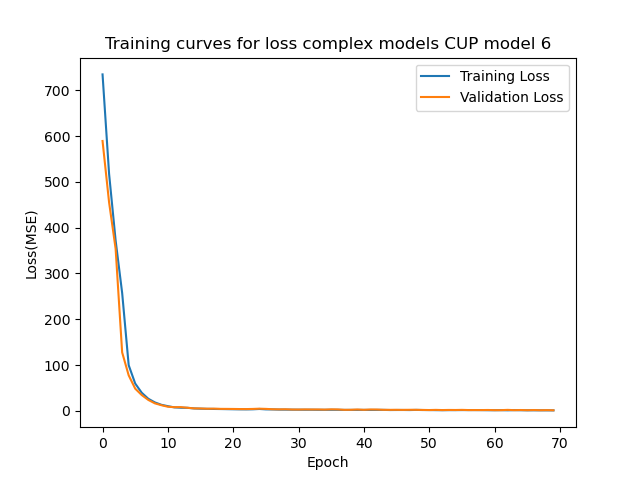 Training curves for loss complex models CUP model 6
Training Loss
Validation Loss
700
600
500
400
300
200
100
0
Loss(MSE)
0 10 20 30 40 50 60 70
Epoch